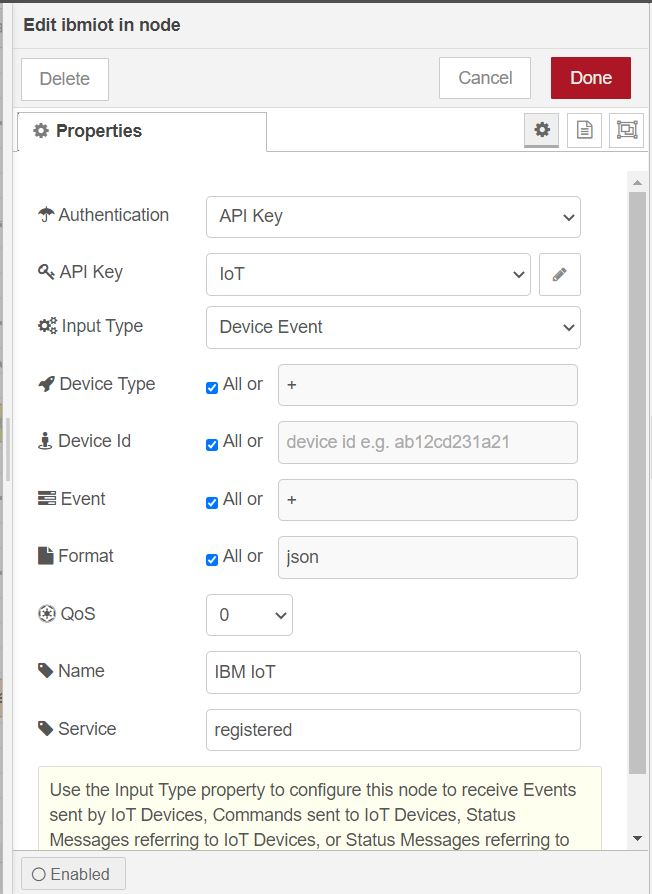 Edit ibmiot in node
Delete Cancel Done
Properties
Authentication API Key
API Key IoT
Input Type Device Event
Device Type All or +
Device Id All or device id e.g. ab12cd231a21
Event All or +
Format All or json
QoS 0
Name IBM IoT
Service registered
Use the Input Type property to configure this node to receive Events
sent by IoT Devices, Commands sent to IoT Devices, Status
Messages referring to IoT Devices, or Status Messages referring to
Enabled